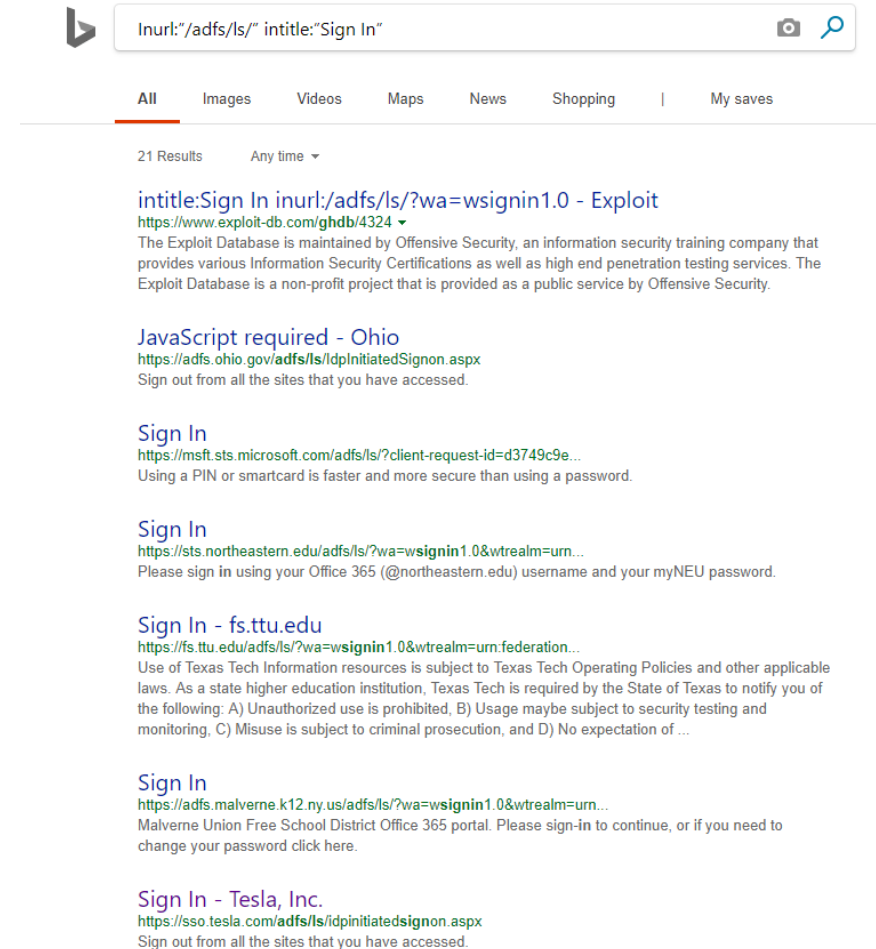 Inurl:”/adfs/ls/” intitle:”Sign In”
All Images Videos Maps News Shopping | My saves
21 Results Any time
intitle:Sign In inurl:/adfs/ls/?wa=wsignin1.0 - Exploit
https://www.exploit-db.com/ghdb/4324
The Exploit Database is maintained by Offensive Security, an information security training company that
provides various Information Security Certifications as well as high end penetration testing services. The
Exploit Database is a non-profit project that is provided as a public service by Offensive Security.
JavaScript required - Ohio
https://adfs.ohio.gov/adfs/ls/IdpInitiatedSignon.aspx
Sign out from all the sites that you have accessed.
Sign In
https://msft.sts.microsoft.com/adfs/ls/?client-request-id=d3749c9e...
Using a PIN or smartcard is faster and more secure than using a password.
Sign In
https://sts.northeastern.edu/adfs/ls/?wa=wsignin1.0&wtrealm=urn...
Please sign in using your Office 365 (@northeastern.edu) username and your myNEU password.
Sign In - fs.ttu.edu
https://fs.ttu.edu/adfs/ls/?wa=wsignin1.0&wtrealm=urn:federation...
Use of Texas Tech Information resources is subject to Texas Tech Operating Policies and other applicable
laws. As a state higher education institution, Texas Tech is required by the State of Texas to notify you of
the following: A) Unauthorized use is prohibited, B) Usage maybe subject to security testing and
monitoring, C) Misuse is subject to criminal prosecution, and D) No expectation of ...
Sign In
https://adfs.malverne.k12.ny.us/adfs/ls/?wa=wsignin1.0&wtrealm=urn...
Malverne Union Free School District Office 365 portal. Please sign-in to continue, or if you need to
change your password click here.
Sign In - Tesla, Inc.
https://sso.tesla.com/adfs/ls/idpinitiatedsignon.aspx
Sign out from all the sites that you have accessed.